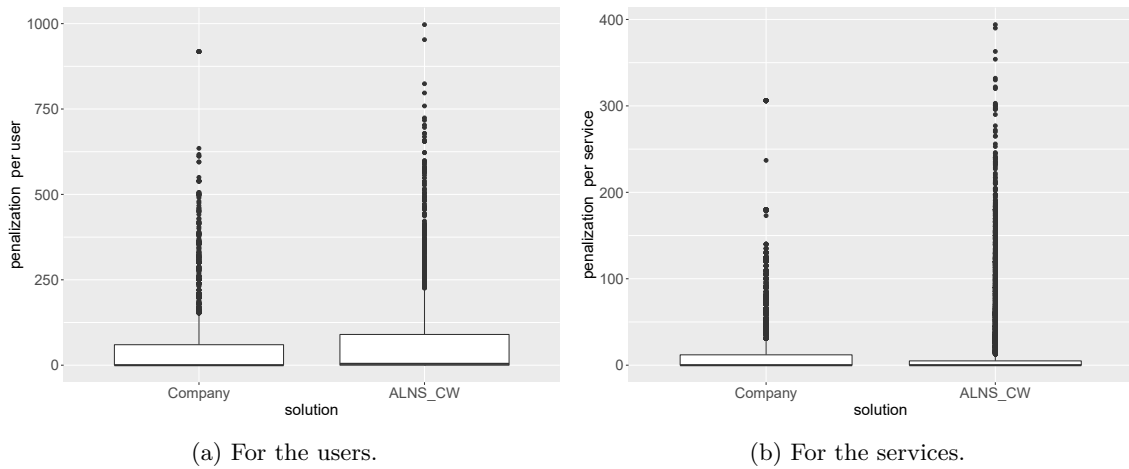 1000
750
500
250
0
penalization per user
Company
ALNS_CW
solution
(a) For the users.
400
300
200
100
0
penalization per service
Company
ALNS_CW
solution
(b) For the services.